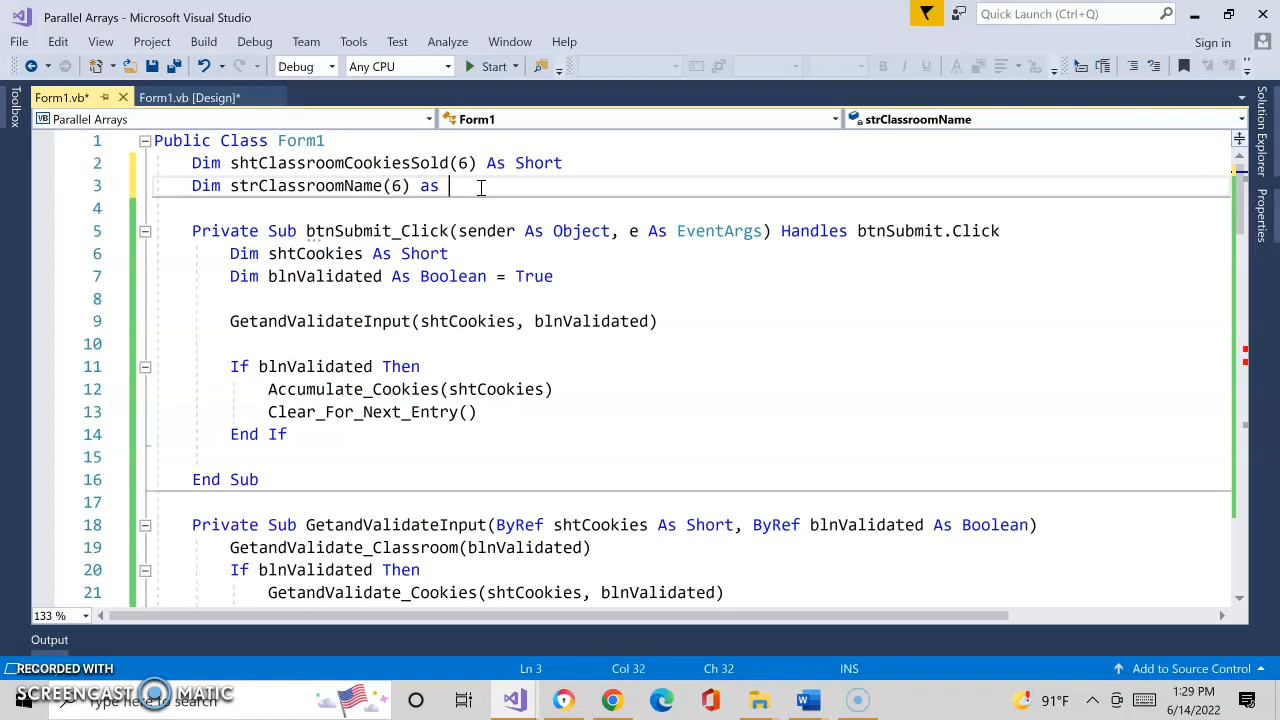 Parallel Arrays - Microsoft Visual Studio
Quick Launch (Ctrl+Q)
File Edit View Project Build Debug Team Tools Test Analyze Window Help
Sign in
Debug Any CPU Start
Form1.vb* Form1.vb [Design]*
Toolbox
VB Parallel Arrays Form1 strClassroomName
Solution Explorer
Properties
1 Public Class Form1
2 Dim shtClassroomCookiesSold(6) As Short
3 Dim strClassroomName(6) as
4
5 Private Sub btnSubmit_Click(sender As Object, e As EventArgs) Handles btnSubmit.Click
6 Dim shtCookies As Short
7 Dim blnValidated As Boolean = True
8
9 GetandValidateInput(shtCookies, blnValidated)
10
11 If blnValidated Then
12 Accumulate_Cookies(shtCookies)
13 Clear_For_Next_Entry()
14 End If
15
16 End Sub
17
18 Private Sub GetandValidateInput(ByRef shtCookies As Short, ByRef blnValidated As Boolean)
19 GetandValidate_Classroom(blnValidated)
20 If blnValidated Then
21 GetandValidate_Cookies(shtCookies, blnValidated)
133 %
Output
RECORDED WITH Ln 3 Col 32 Ch 32 INS Add to Source Control
SCREENCAST MATIC
Type here to search
91°F
1:29 PM
6/14/2022